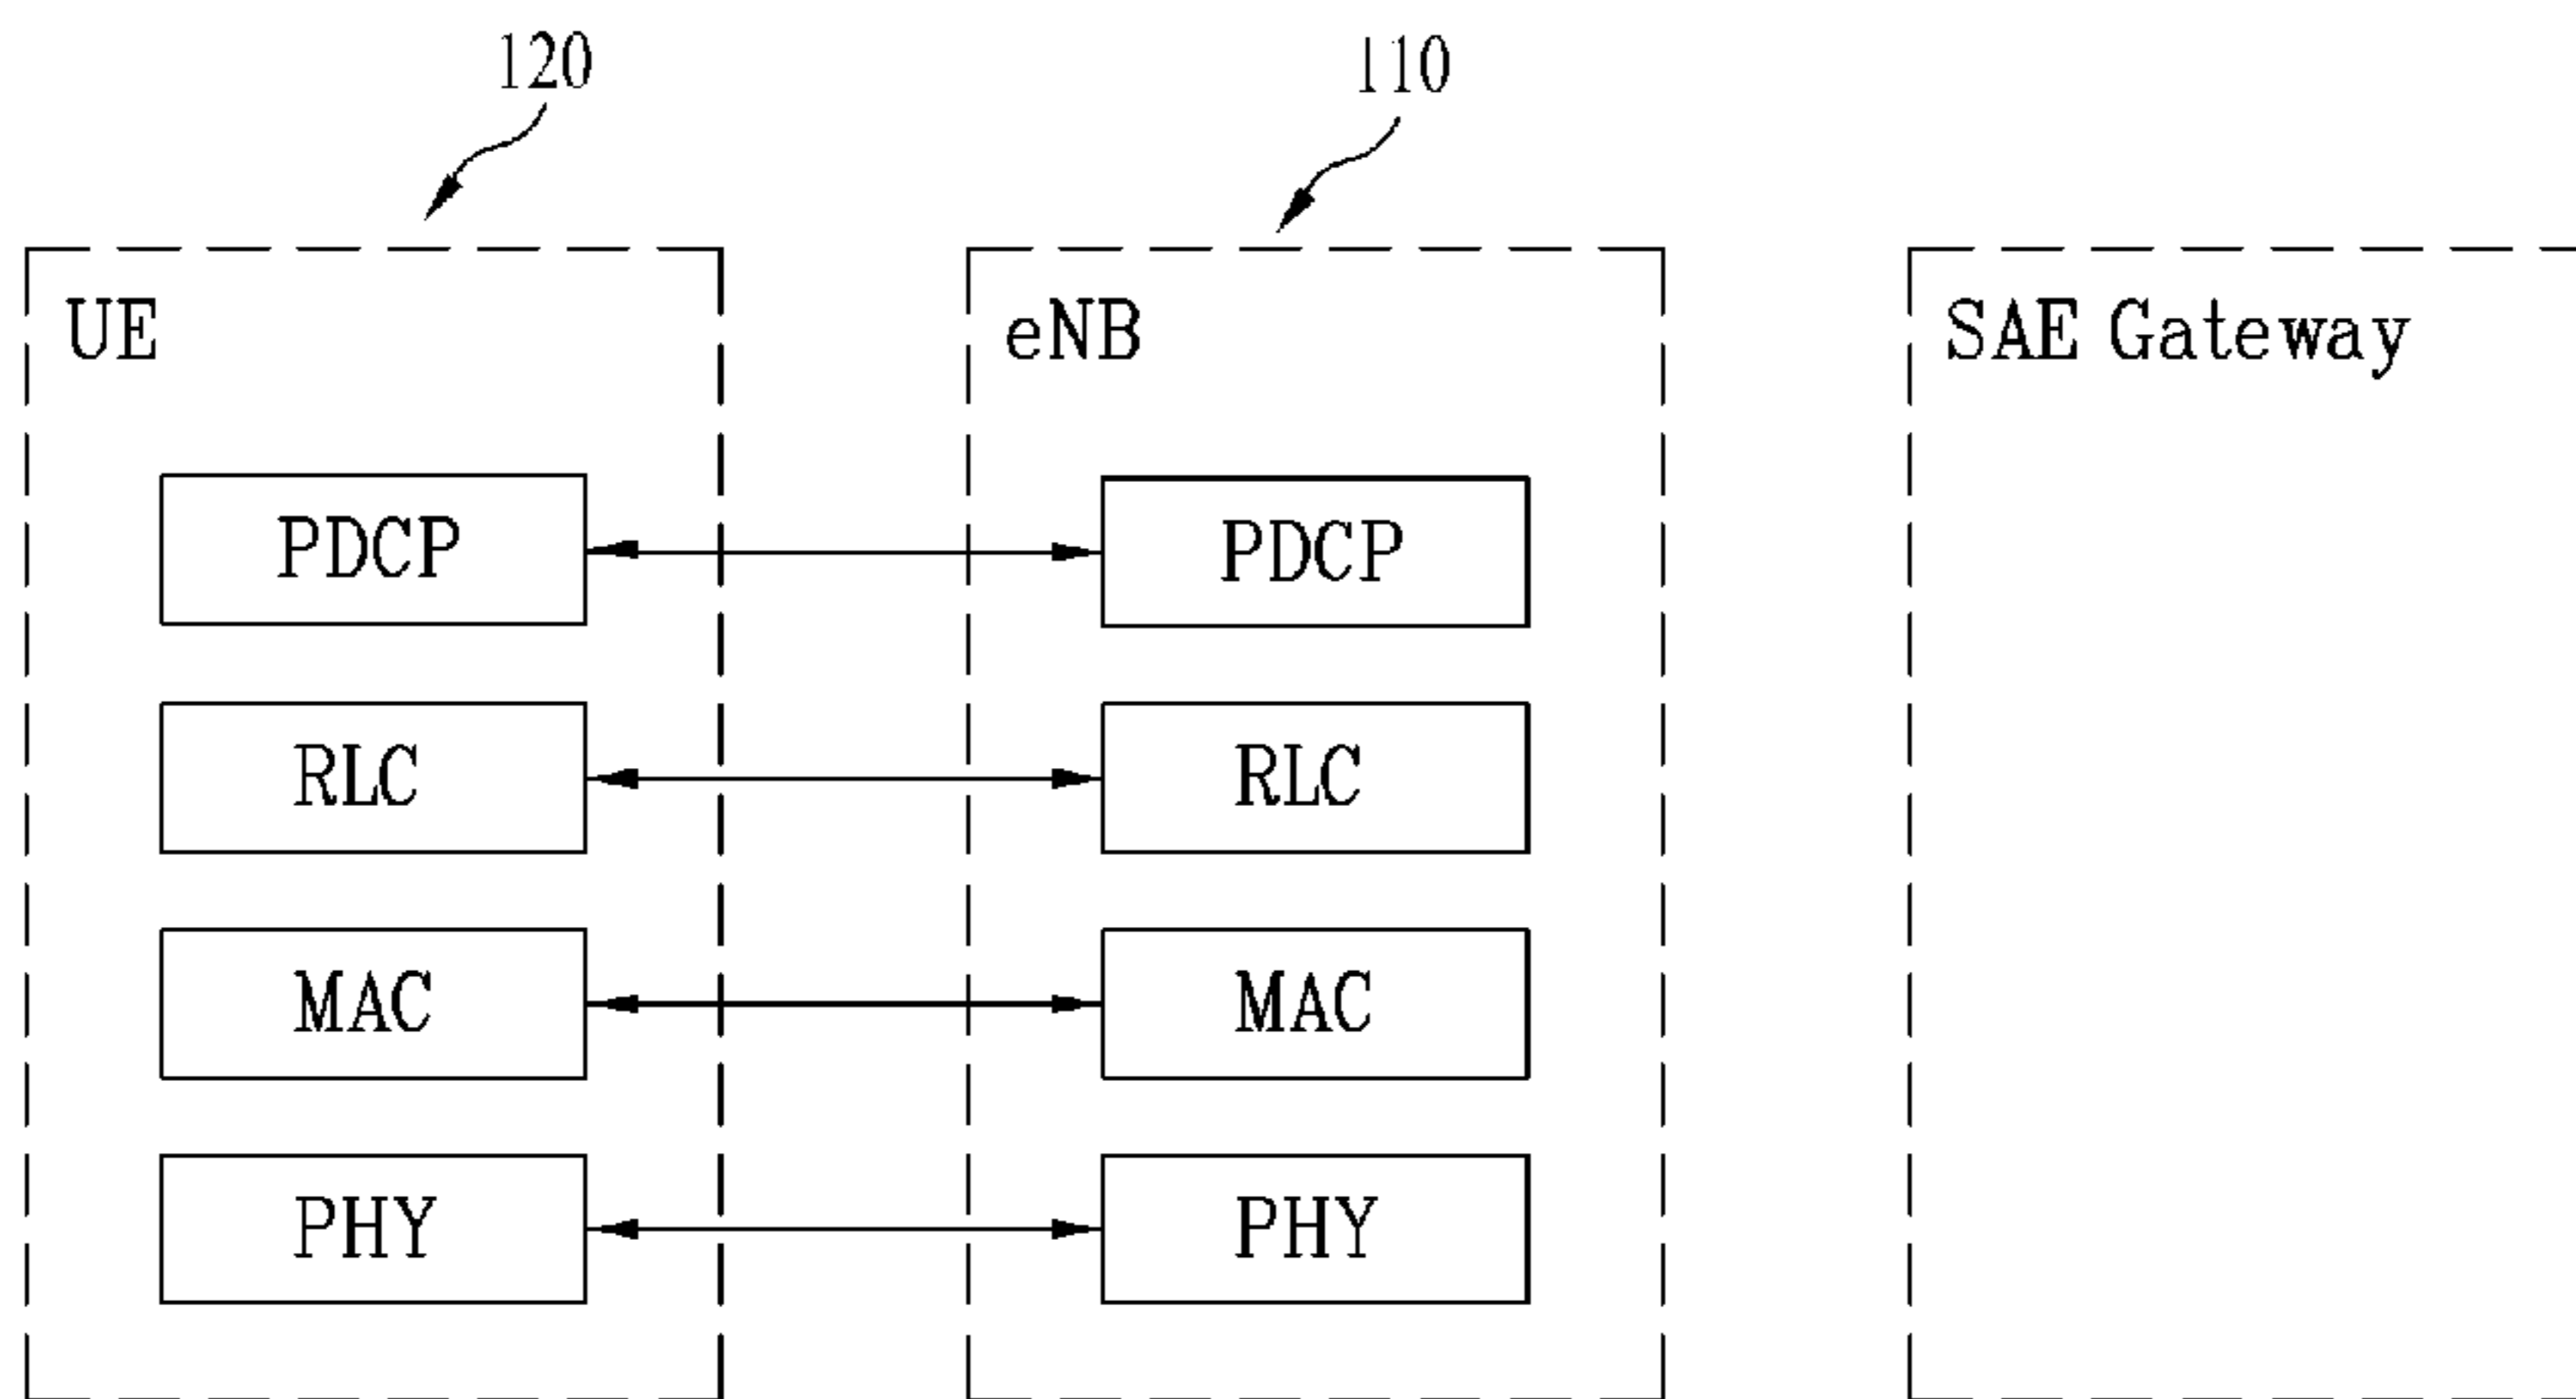 120 110
UE eNB SAE Gateway
PDCP PDCP
RLC RLC
MAC MAC
PHY PHY